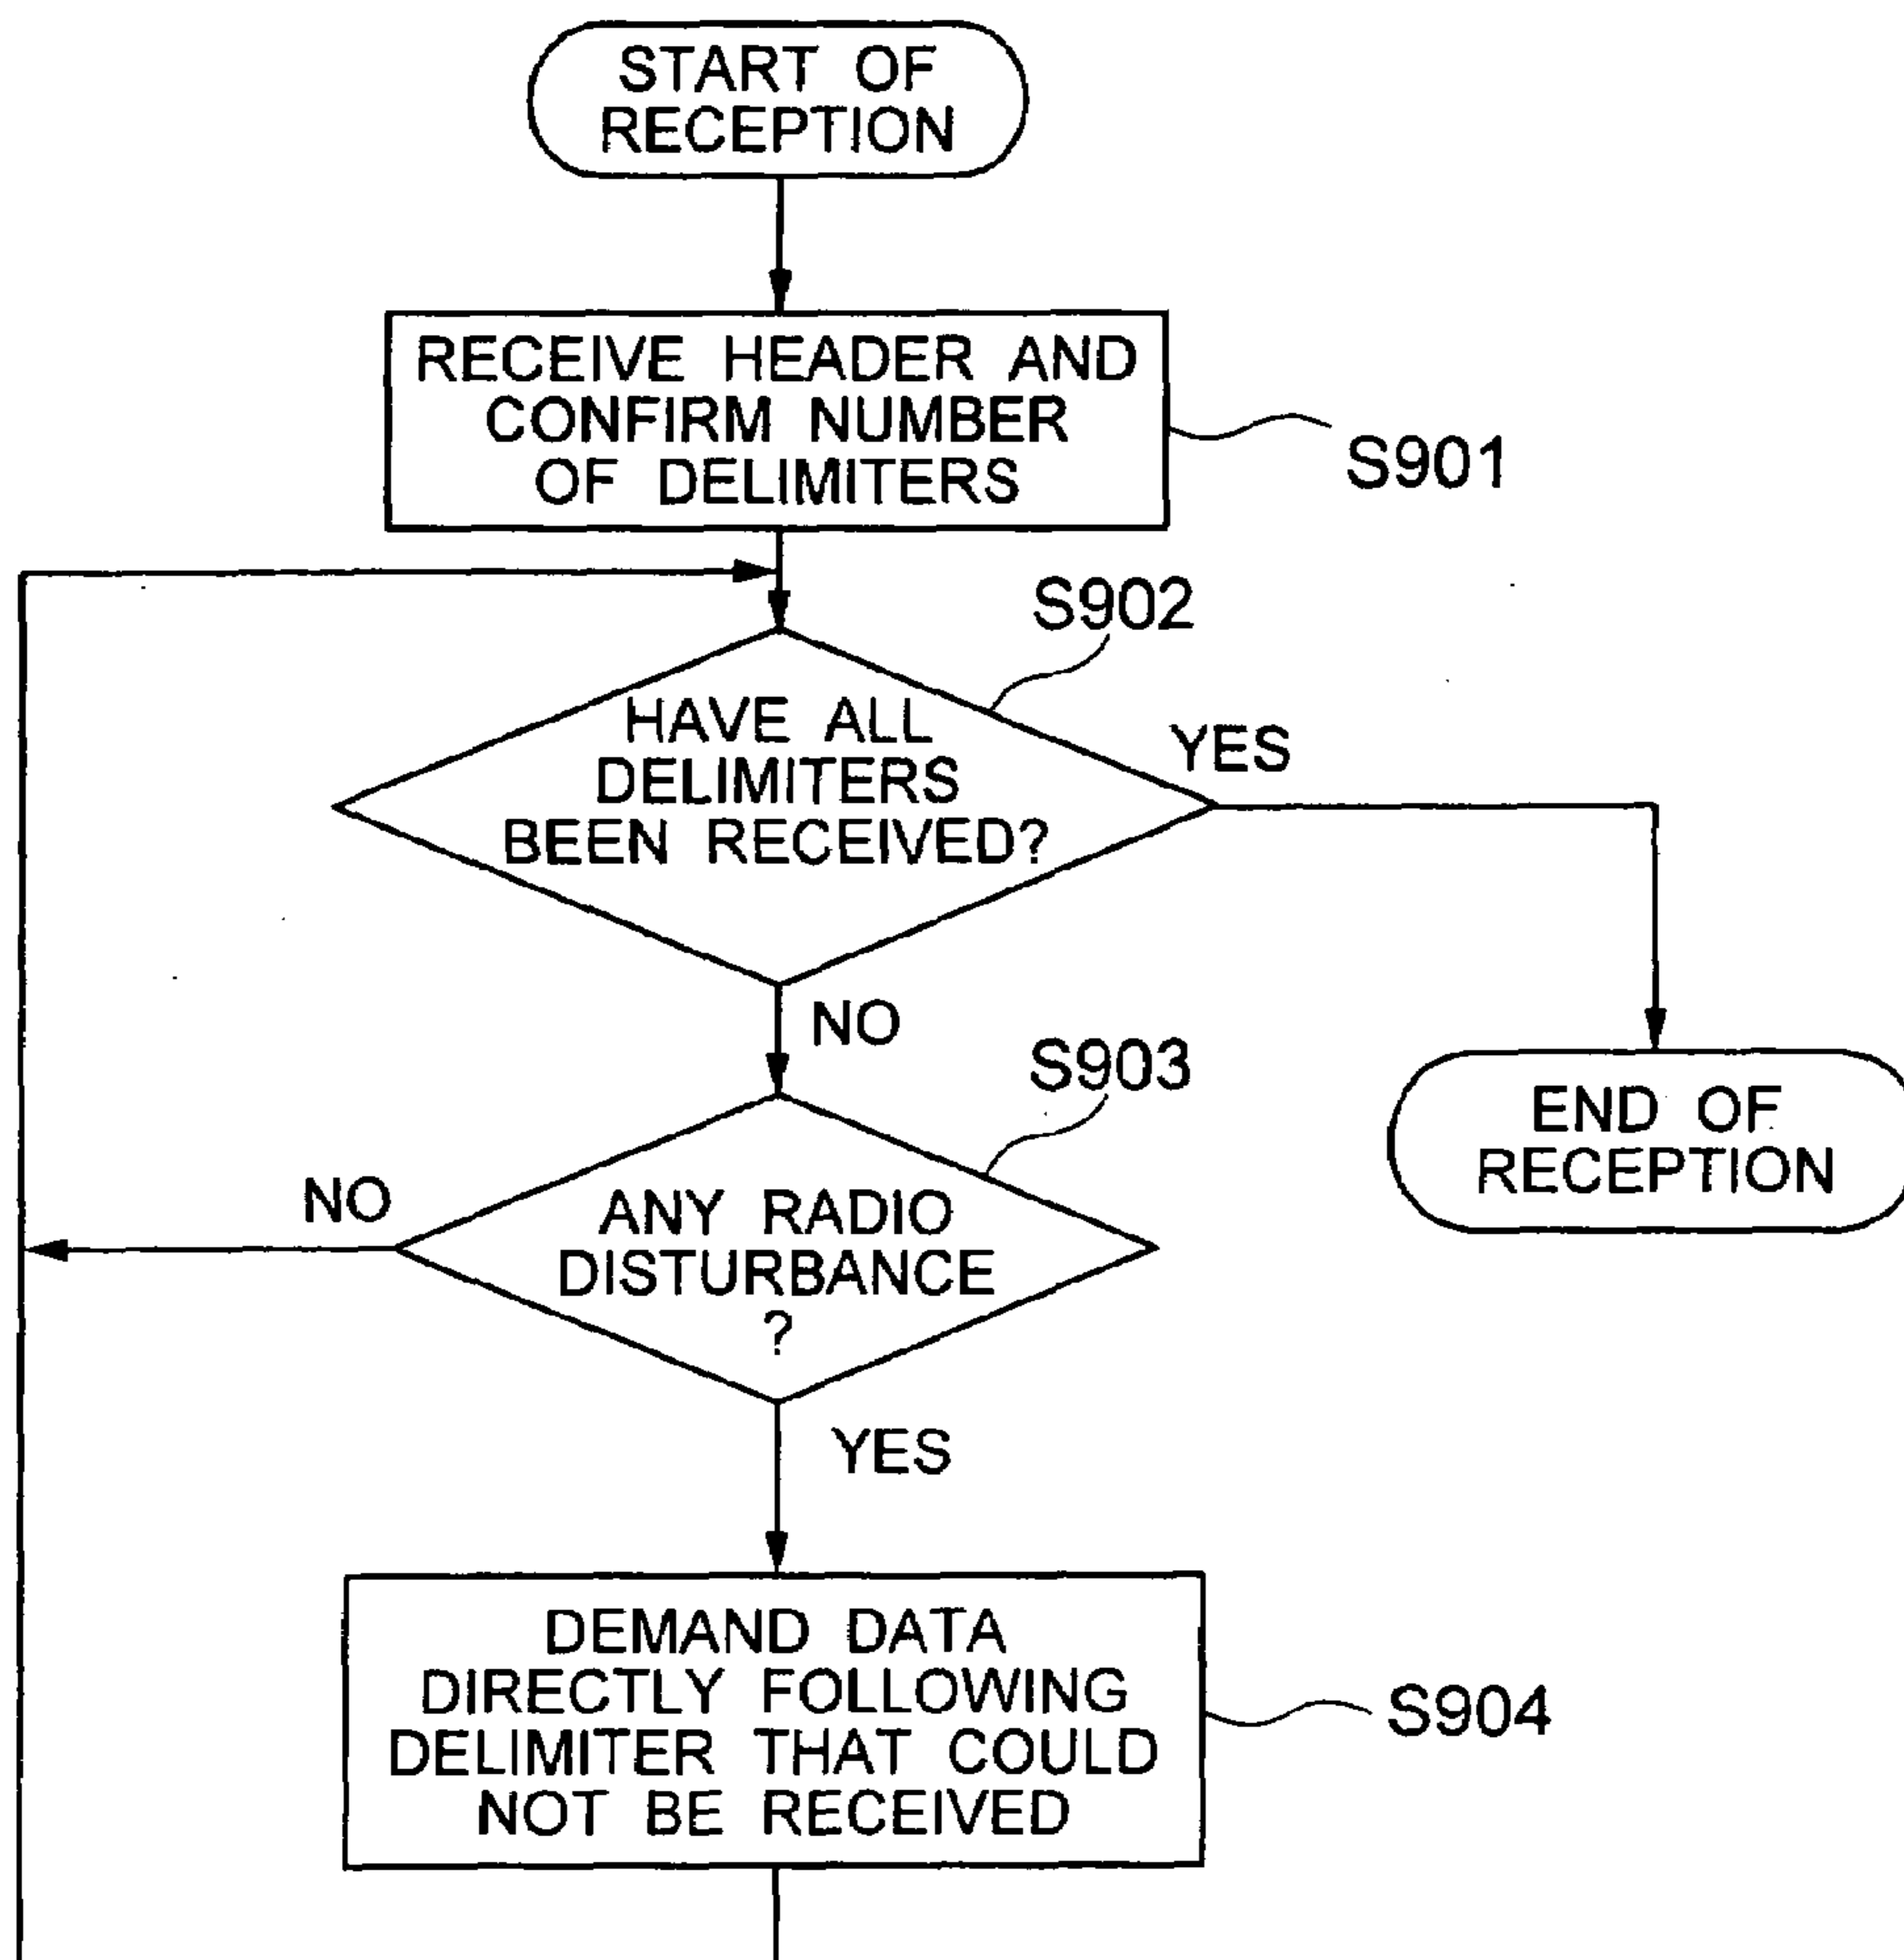 START OF
RECEPTION
RECEIVE HEADER AND
CONFIRM NUMBER
OF DELIMITERS
S901
S902
HAVE ALL
DELIMITERS
BEEN RECEIVED?
YES
NO
S903
END OF
RECEPTION
NO
ANY RADIO
DISTURBANCE
?
YES
DEMAND DATA
DIRECTLY FOLLOWING
DELIMITER THAT COULD
NOT BE RECEIVED
S904